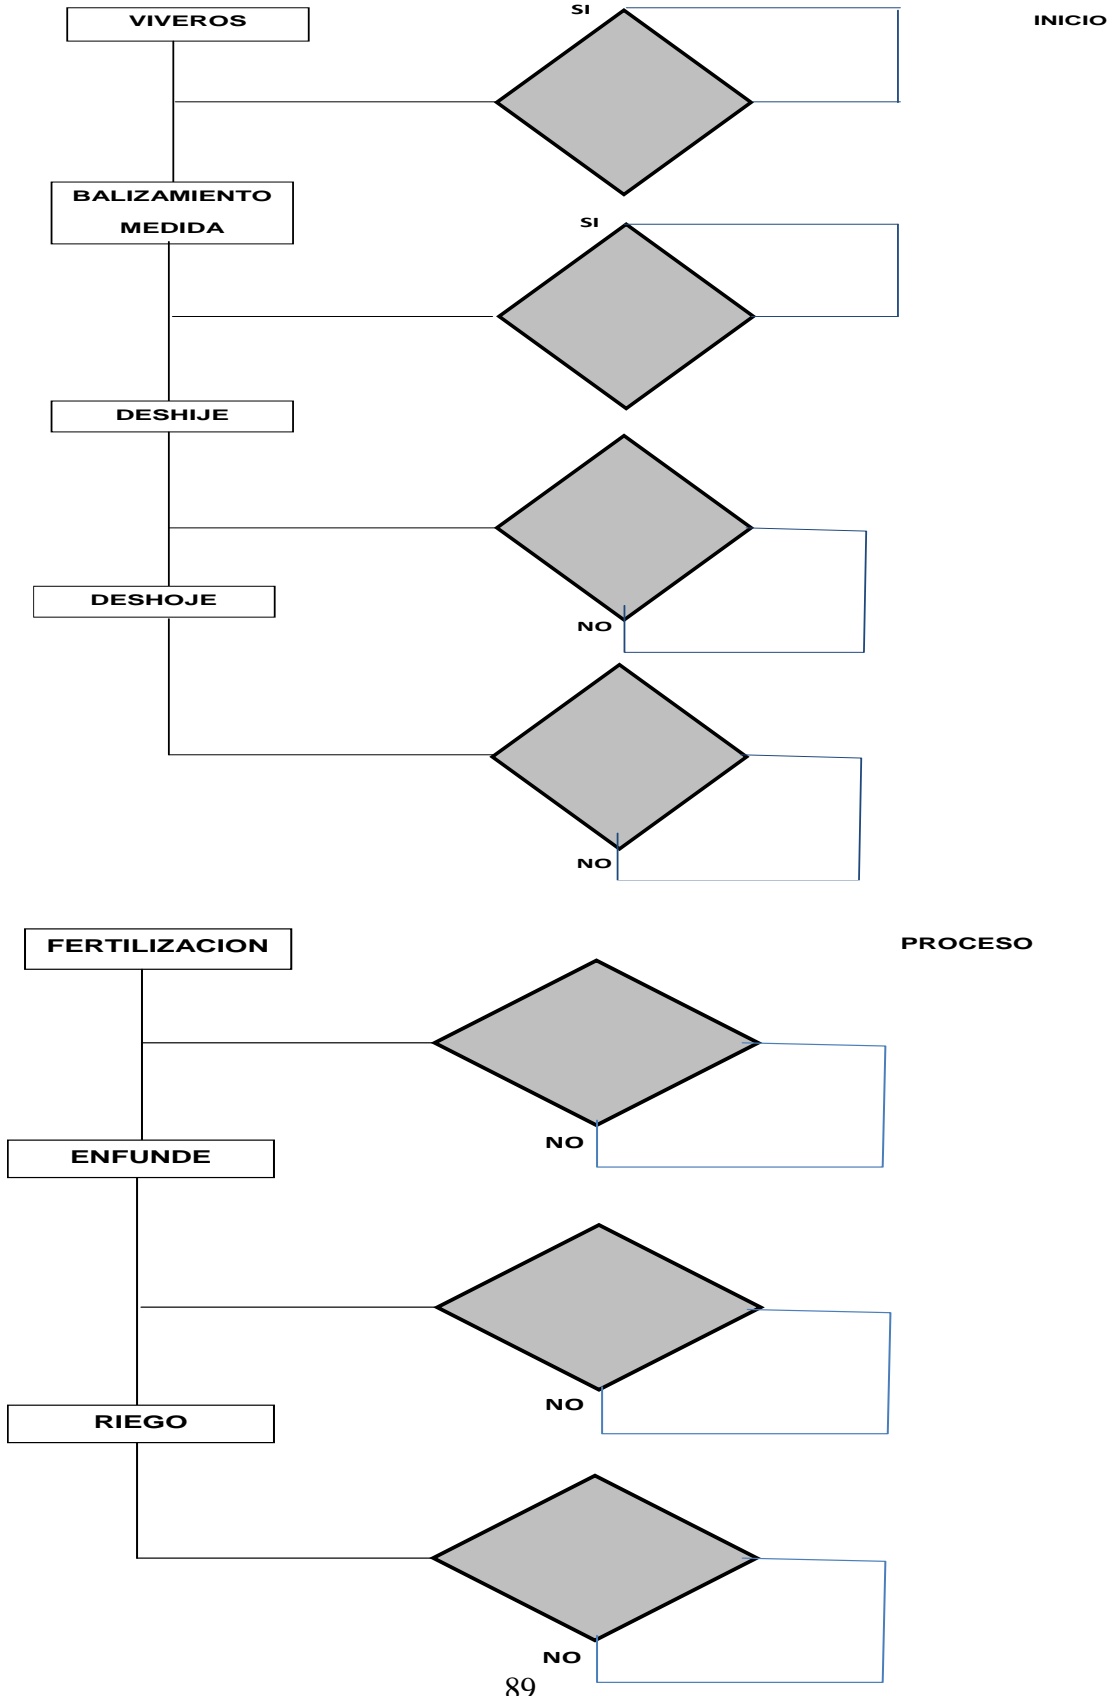 VIVEROS
SI
INICIO
BALIZAMIENTO
MEDIDA
SI
DESHIJE
DESHOJE
NO
NO
FERTILIZACION
PROCESO
NO
ENFUNDE
NO
RIEGO
NO
89